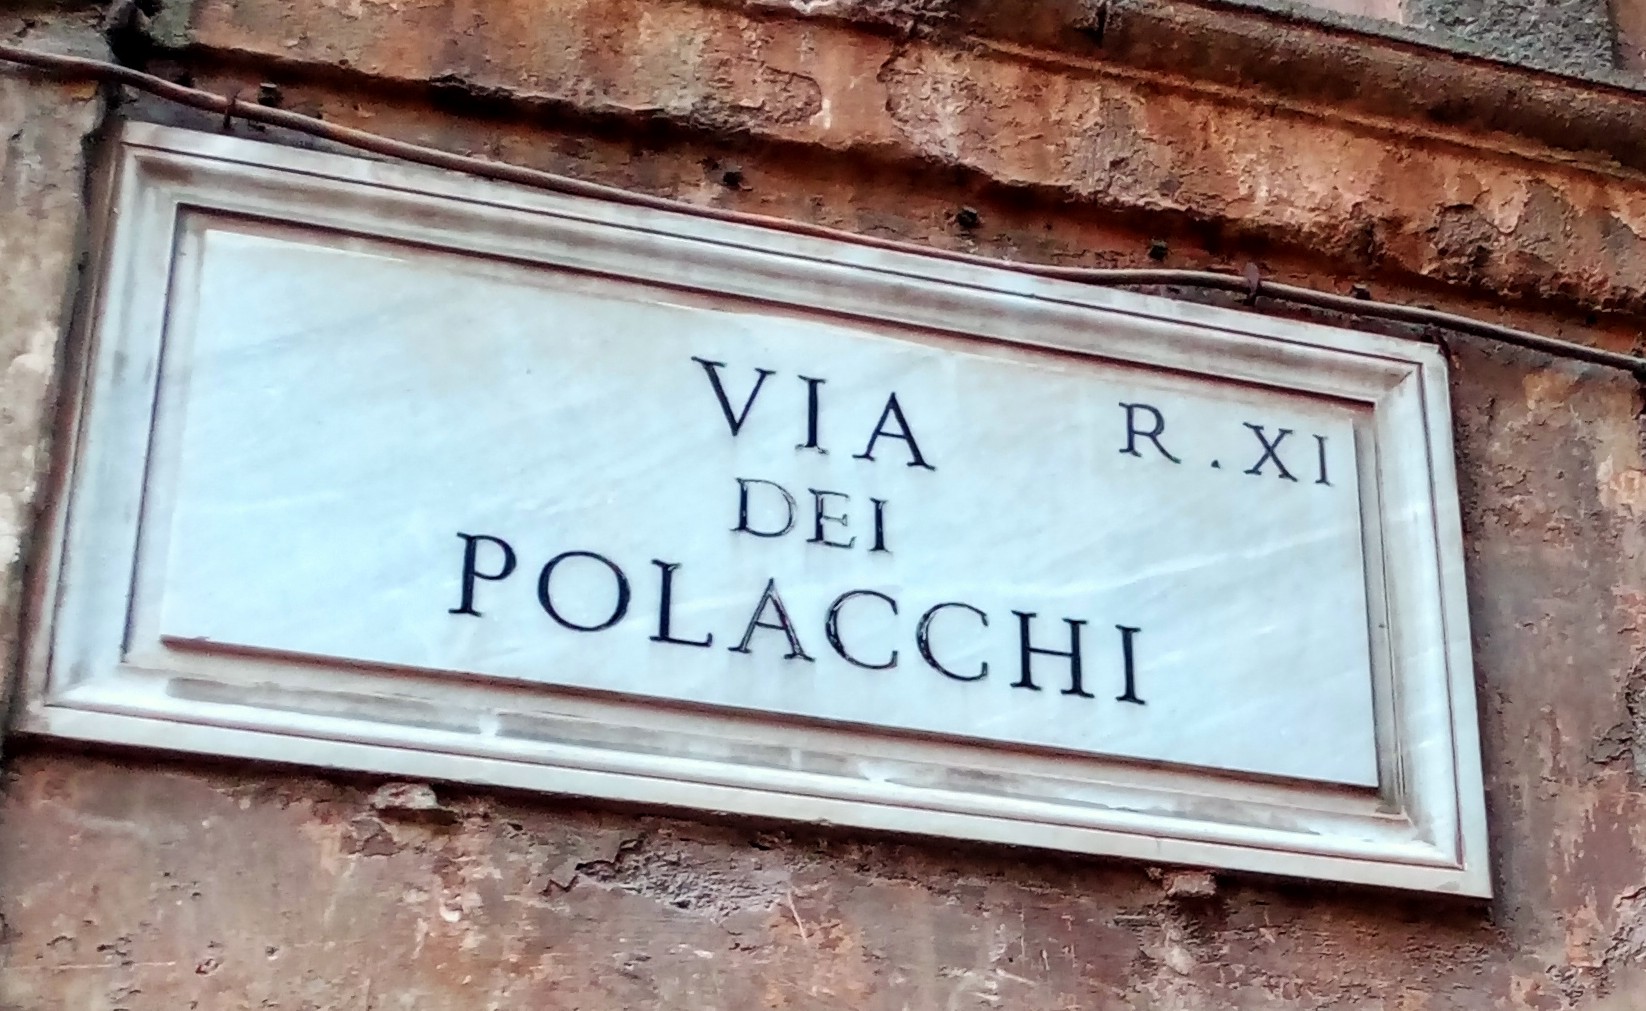 VIA R. XI
DEI
POLACCHI